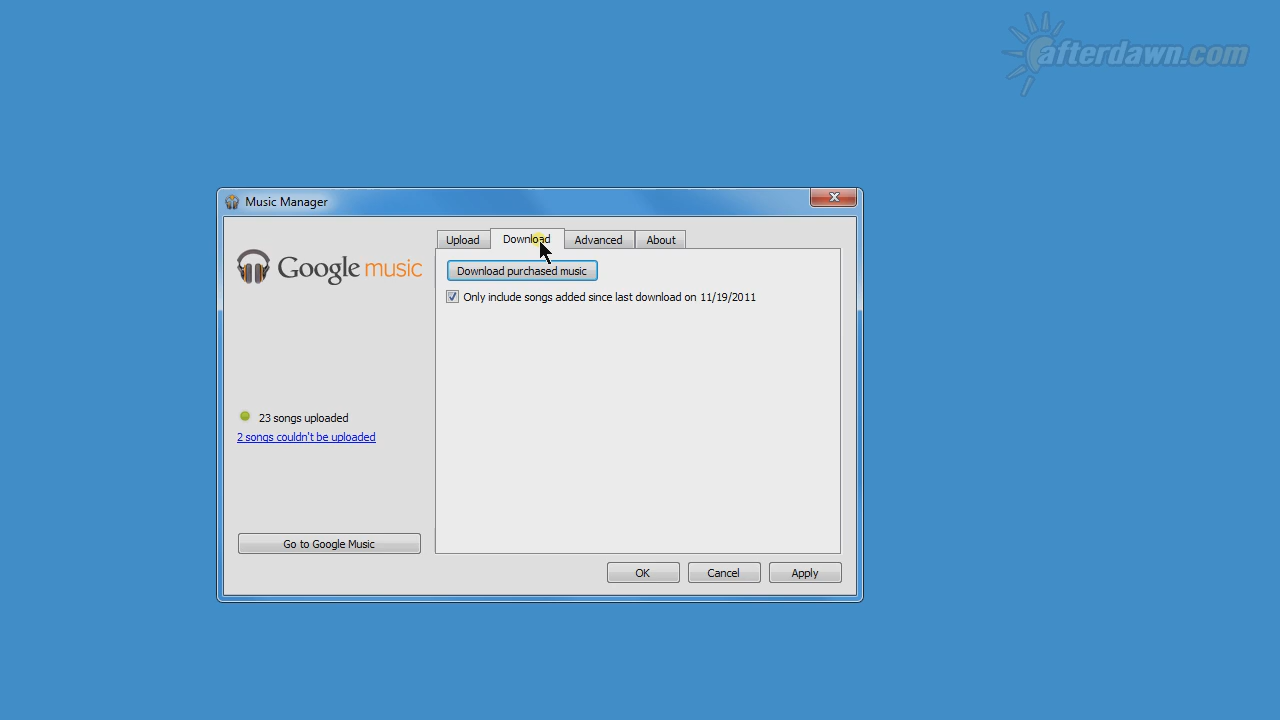 afterdawn.com
Music Manager
Upload Download Advanced About
Google music
Download purchased music
Only include songs added since last download on 11/19/2011
23 songs uploaded
2 songs couldn't be uploaded
Go to Google Music
OK Cancel Apply